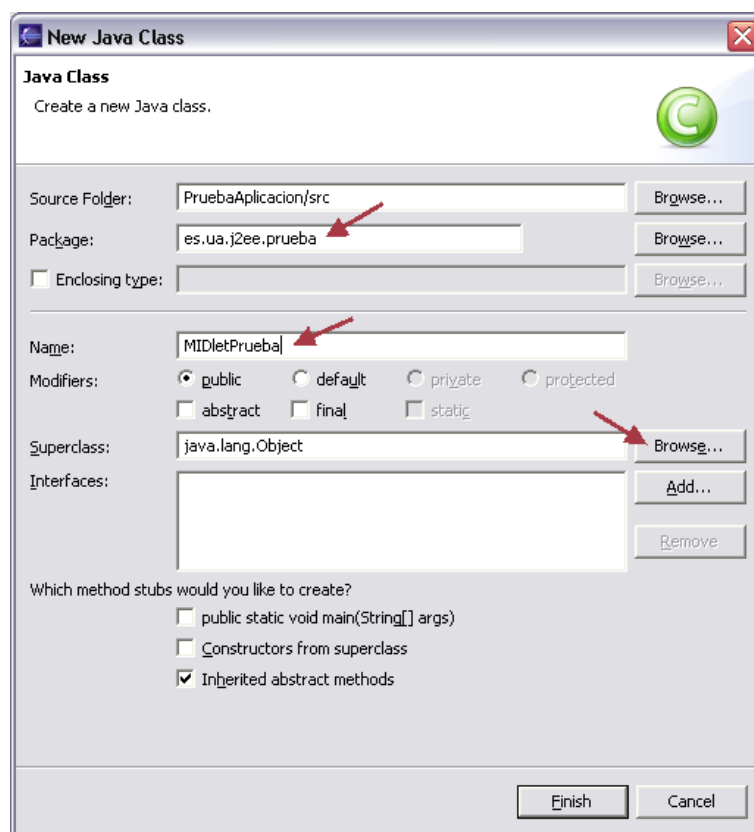 New Java Class
Java Class
Create a new Java class.
Source Folder: PruebaAplicacion/src Browse...
Package: es.ua.j2ee.prueba Browse...
Enclosing type: Browse...
Name: MIDletPrueba
Modifiers: public default private protected
abstract final static
Superclass: java.lang.Object Browse...
Interfaces: Add...
Remove
Which method stubs would you like to create?
public static void main(String[] args)
Constructors from superclass
Inherited abstract methods
Finish Cancel